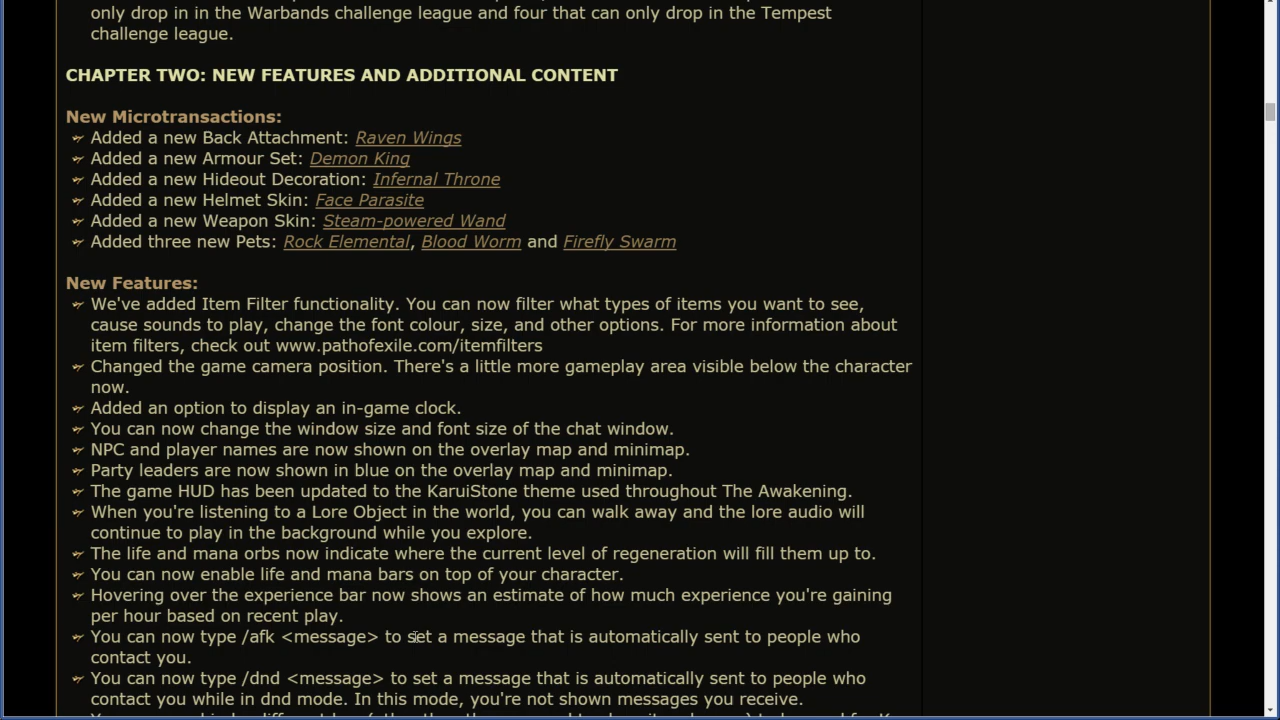 only drop in in the Warbands challenge league and four that can only drop in the Tempest
challenge league.
CHAPTER TWO: NEW FEATURES AND ADDITIONAL CONTENT
New Microtransactions:
Added a new Back Attachment: Raven Wings
Added a new Armour Set: Demon King
Added a new Hideout Decoration: Infernal Throne
Added a new Helmet Skin: Face Parasite
Added a new Weapon Skin: Steam-powered Wand
Added three new Pets: Rock Elemental, Blood Worm and Firefly Swarm
New Features:
We've added Item Filter functionality. You can now filter what types of items you want to see,
cause sounds to play, change the font colour, size, and other options. For more information about
item filters, check out www.pathofexile.com/itemfilters
Changed the game camera position. There's a little more gameplay area visible below the character
now.
Added an option to display an in-game clock.
You can now change the window size and font size of the chat window.
NPC and player names are now shown on the overlay map and minimap.
Party leaders are now shown in blue on the overlay map and minimap.
The game HUD has been updated to the KaruiStone theme used throughout The Awakening.
When you're listening to a Lore Object in the world, you can walk away and the lore audio will
continue to play in the background while you explore.
The life and mana orbs now indicate where the current level of regeneration will fill them up to.
You can now enable life and mana bars on top of your character.
Hovering over the experience bar now shows an estimate of how much experience you're gaining
per hour based on recent play.
You can now type /afk <message> to set a message that is automatically sent to people who
contact you.
You can now type /dnd <message> to set a message that is automatically sent to people who
contact you while in dnd mode. In this mode, you're not shown messages you receive.